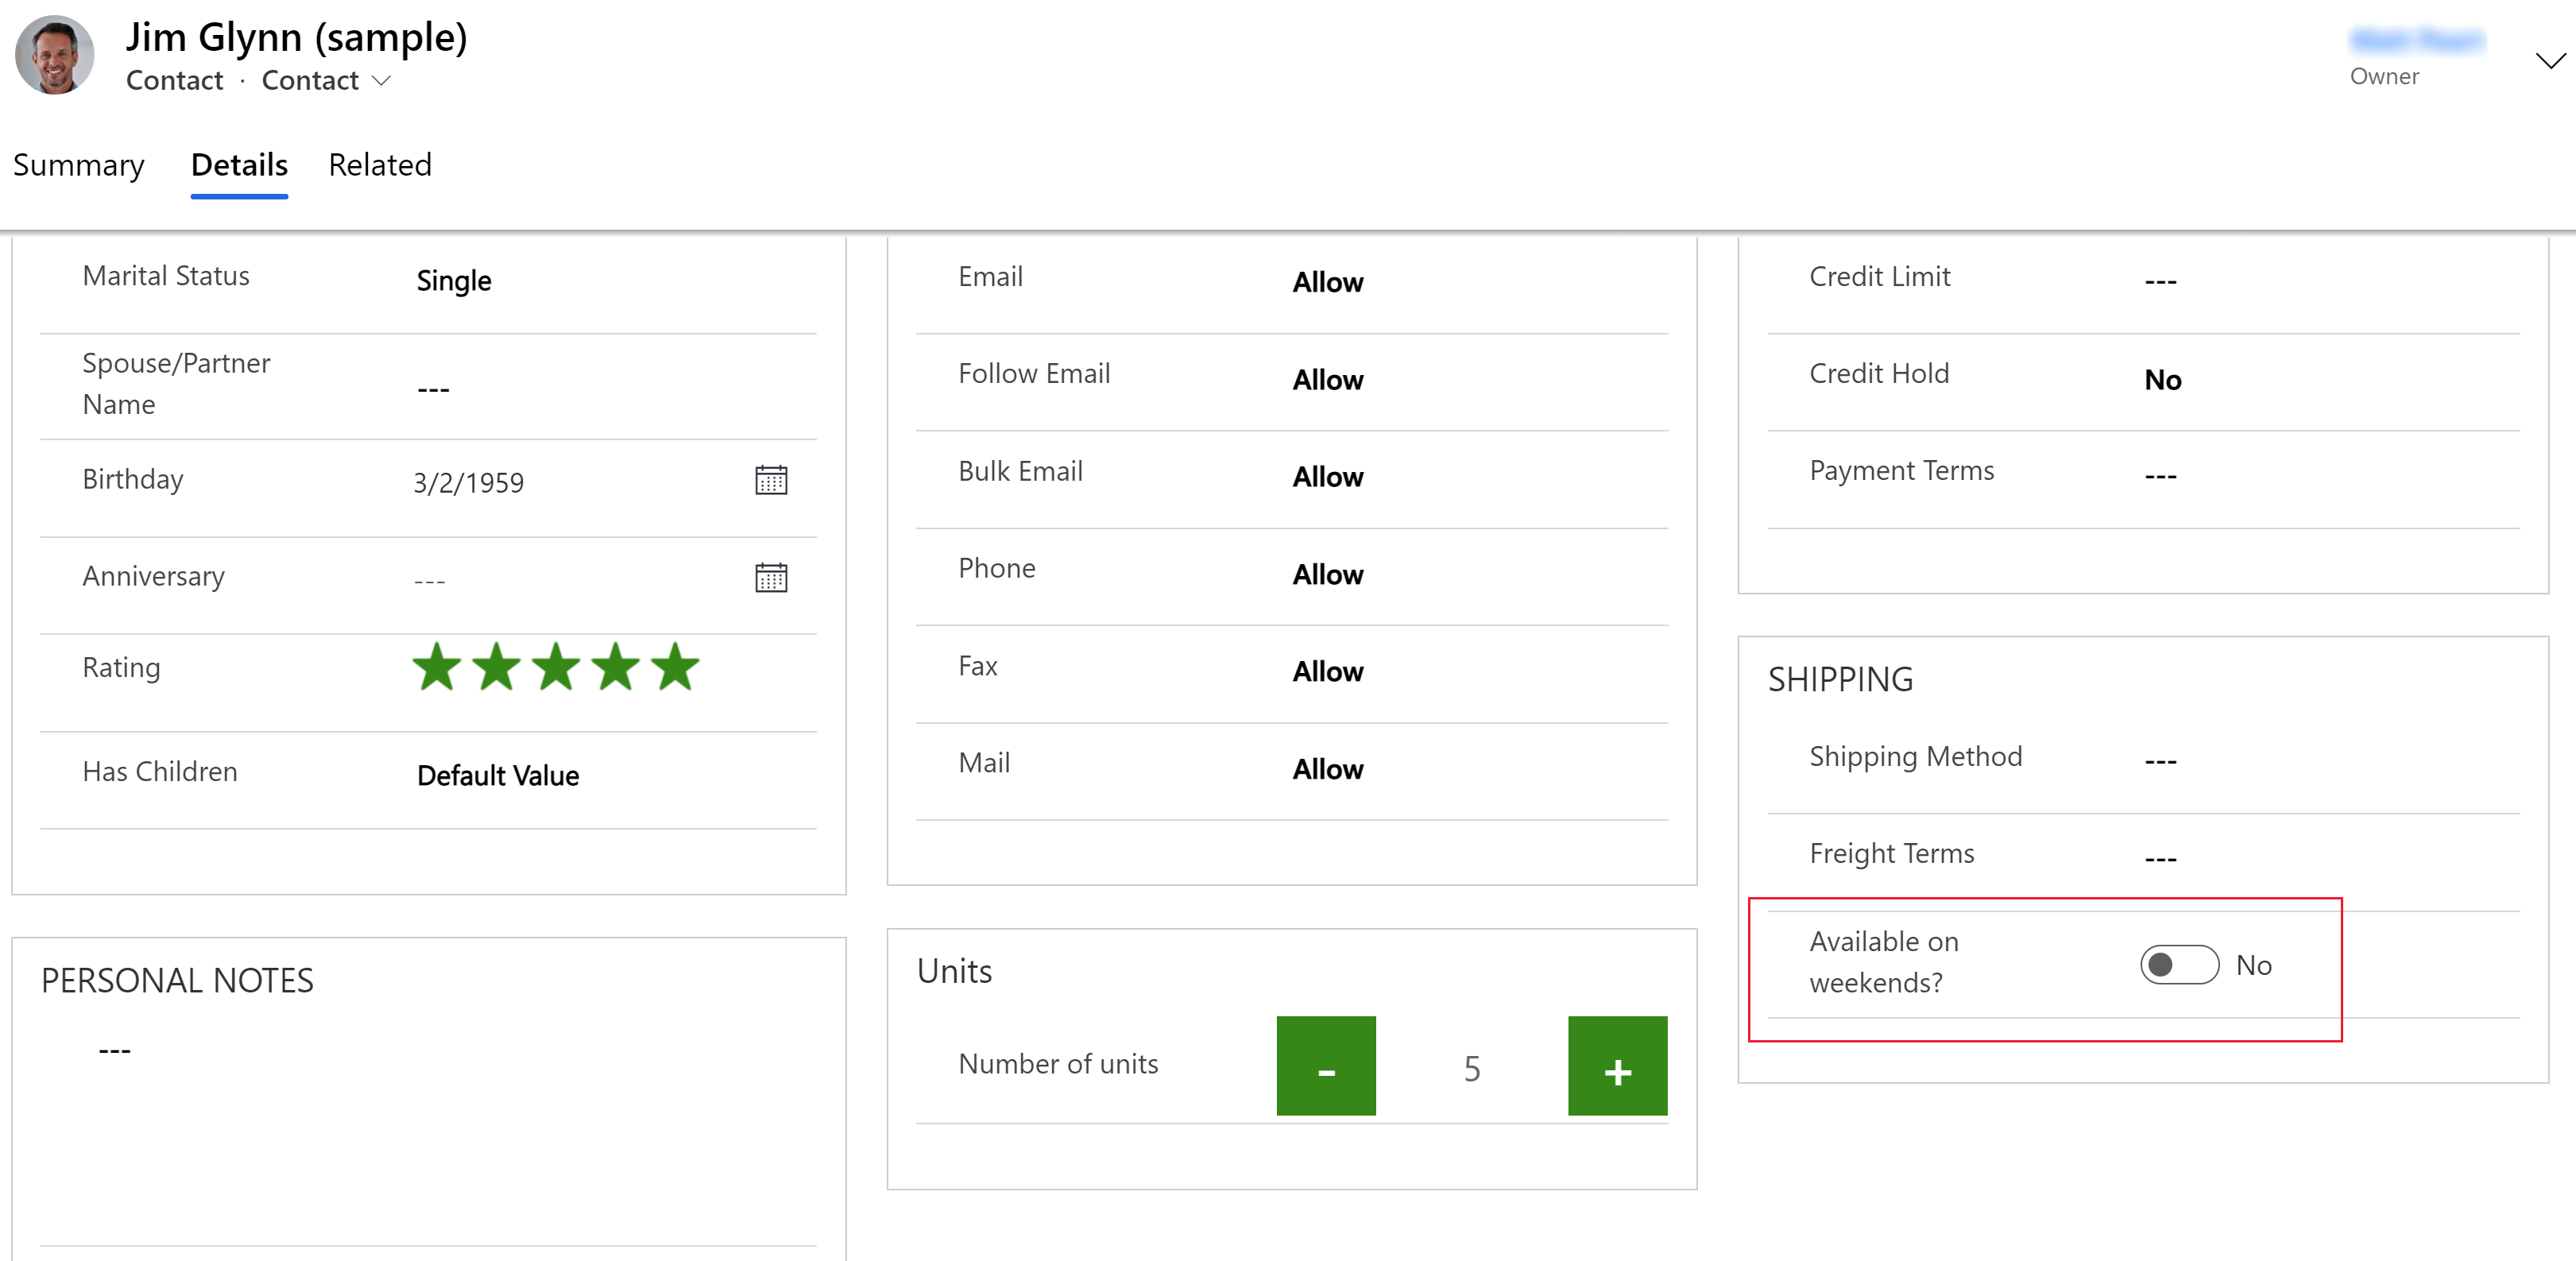 Jim Glynn (sample)
Contact · Contact
Owner
Summary Details Related
Marital Status Single
Spouse/Partner
Name ---
Birthday 3/2/1959
Anniversary ---
Rating
Has Children Default Value
PERSONAL NOTES
---
Email Allow
Follow Email Allow
Bulk Email Allow
Phone Allow
Fax Allow
Mail Allow
Units
Number of units - 5 +
Credit Limit ---
Credit Hold No
Payment Terms ---
SHIPPING
Shipping Method ---
Freight Terms ---
Available on
weekends? No